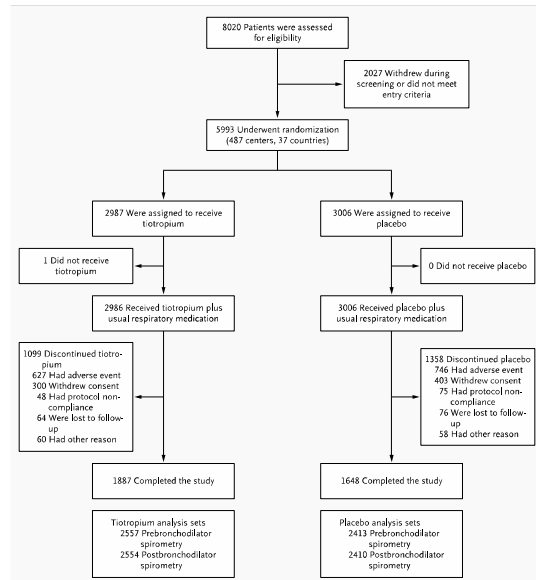 8020 Patients were assessed
for eligibility
2027 Withdrew during
screening or did not meet
entry criteria
5993 Underwent randomization
(487 centers, 37 countries)
2987 Were assigned to receive
tiotropium
3006 Were assigned to receive
placebo
1 Did not receive
tiotropium
0 Did not receive placebo
2986 Received tiotropium plus
usual respiratory medication
3006 Received placebo plus
usual respiratory medication
1099 Discontinued tiotro-
pium
627 Had adverse event
300 Withdrew consent
48 Had protocol non-
compliance
64 Were lost to follow-
up
60 Had other reason
1358 Discontinued placebo
746 Had adverse event
403 Withdrew consent
75 Had protocol non-
compliance
76 Were lost to follow-
up
58 Had other reason
1887 Completed the study
1648 Completed the study
Tiotropium analysis sets
2557 Prebronchodilator
spirometry
2554 Postbronchodilator
spirometry
Placebo analysis sets
2413 Prebronchodilator
spirometry
2410 Postbronchodilator
spirometry